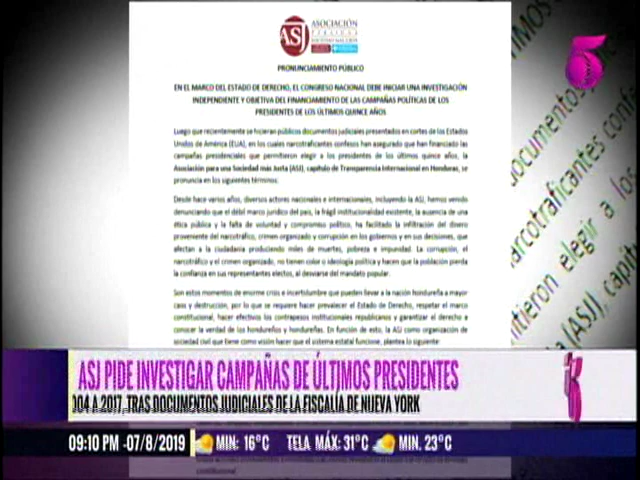 ASJ
ASOCIACIÓN
PRONUNCIAMIENTO PÚBLICO
EN EL MARCO DEL ESTADO DE DERECHO, EL CONGRESO NACIONAL DEBE INICIAR UNA INVESTIGACIÓN
INDEPENDIENTE Y OBJETIVA DEL FINANCIAMIENTO DE LAS CAMPAÑAS POLÍTICAS DE LOS
PRESIDENTES DE LOS ÚLTIMOS QUINCE AÑOS
Luego que recientemente se hicieran públicos documentos judiciales presentados en cortes de los Estados
Unidos de América (EUA), en los cuales narcotraficantes confesos han asegurado que han financiado las
campañas presidenciales que permitieron elegir a los presidentes de los últimos quince años, la
Asociación para una Sociedad más Justa (ASJ), capítulo de Transparencia Internacional en Honduras, se
pronuncia en los siguientes términos:
Desde hace varios años, diversos actores nacionales e internacionales, incluyendo la ASJ, hemos venido
denunciando que el débil marco jurídico del país, la frágil institucionalidad existente, la ausencia de una
ética pública y la falta de voluntad y compromiso político, ha facilitado la infiltración del dinero
proveniente del narcotráfico, crimen organizado y corrupción en los gobiernos y en sus decisiones, que
afectan a la ciudadanía produciendo miles de muertes, pobreza e impunidad. La corrupción, el
narcotráfico y el crimen organizado, no tienen color o ideología política y hacen que la población pierda
la confianza en sus representantes electos, al desviarse del mandato popular.
Son estos momentos de enorme crisis e incertidumbre que pueden llevar a la nación hondureña a mayor
caos y destrucción, por lo que se requiere hacer prevalecer el Estado de Derecho, respetar el marco
constitucional, hacer efectivos los contrapesos institucionales republicanos y garantizar el derecho a
conocer la verdad de los hondureños y hondureñas. En función de esto, la ASJ como organización de
sociedad civil que tiene como visión hacer que el sistema estatal funcione, plantea lo siguiente:
5
documentos
narcotraficantes confes
mitieron elegir a los
(ASJ), capít
ASJ PIDE INVESTIGAR CAMPAÑAS DE ÚLTIMOS PRESIDENTES
004 A 2017, TRAS DOCUMENTOS JUDICIALES DE LA FISCALÍA DE NUEVA YORK
09:10 PM -07/8/2019 MIN: 16°C TELA MÁX: 31°C MIN. 23°C